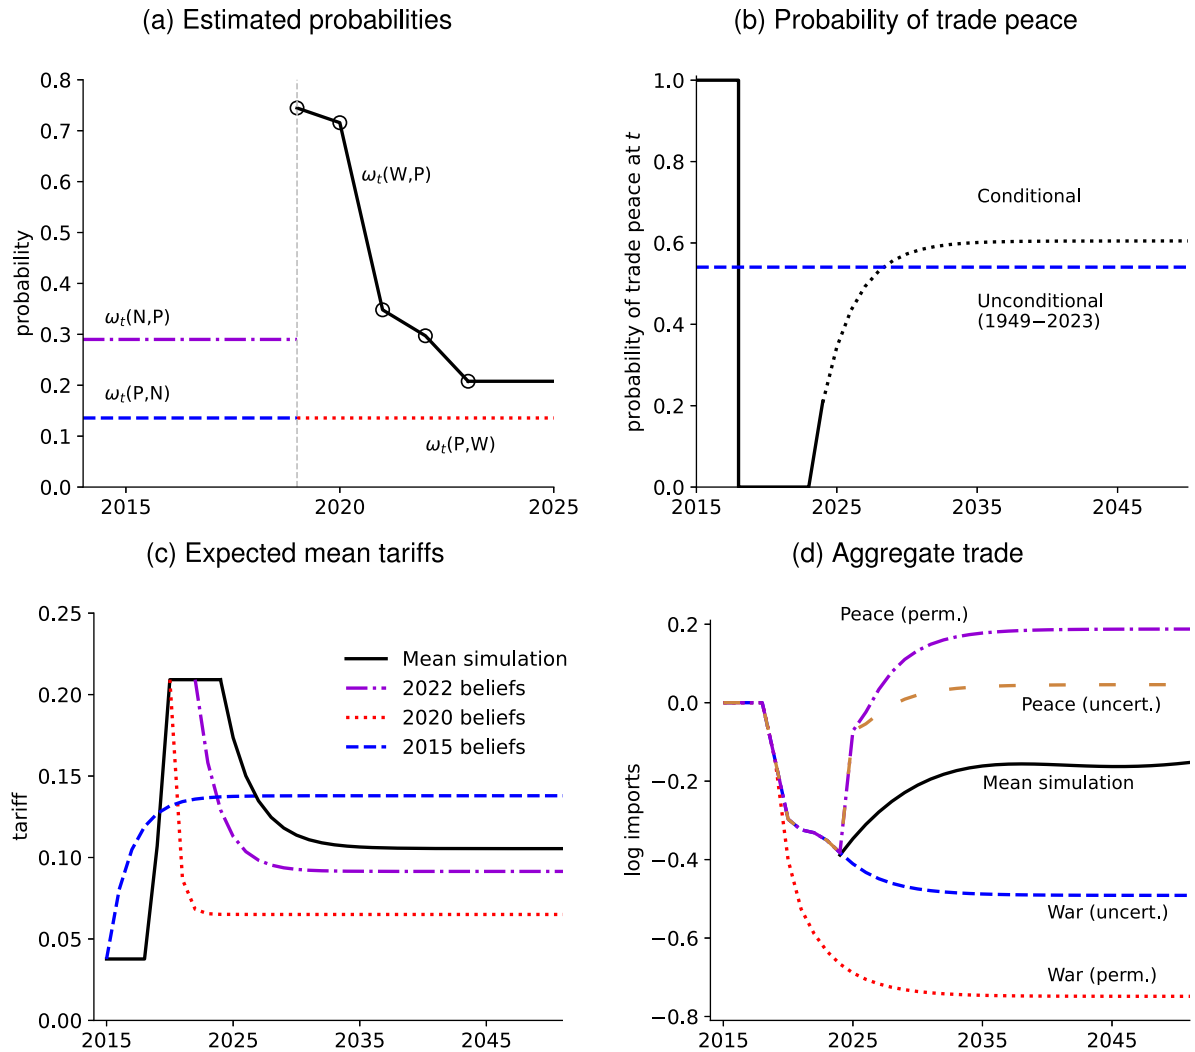 (a) Estimated probabilities
probability
0.8
0.7
0.6
0.5
0.4
0.3
0.2
0.1
0.0
ωt(W,P)
ωt(N,P)
ωt(P,N)
ωt(P,W)
2015
2020
2025
(b) Probability of trade peace
probability of trade peace at t
1.0
0.8
0.6
0.4
0.2
0.0
Conditional
Unconditional
(1949−2023)
2015
2025
2035
2045
(c) Expected mean tariffs
tariff
0.25
0.20
0.15
0.10
0.05
0.00
Mean simulation
2022 beliefs
2020 beliefs
2015 beliefs
2015
2025
2035
2045
(d) Aggregate trade
log imports
0.2
0.0
−0.2
−0.4
−0.6
−0.8
Peace (perm.)
Peace (uncert.)
Mean simulation
War (uncert.)
War (perm.)
2015
2025
2035
2045